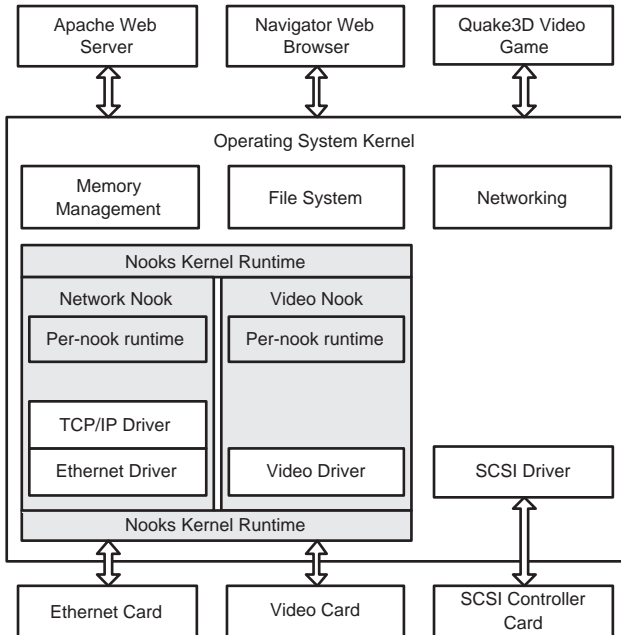 Apache Web
Server
Navigator Web
Browser
Quake3D Video
Game
Operating System Kernel
Memory
Management
File System
Networking
Nooks Kernel Runtime
Network Nook
Video Nook
Per-nook runtime
Per-nook runtime
TCP/IP Driver
Ethernet Driver
Video Driver
SCSI Driver
Nooks Kernel Runtime
Ethernet Card
Video Card
SCSI Controller
Card